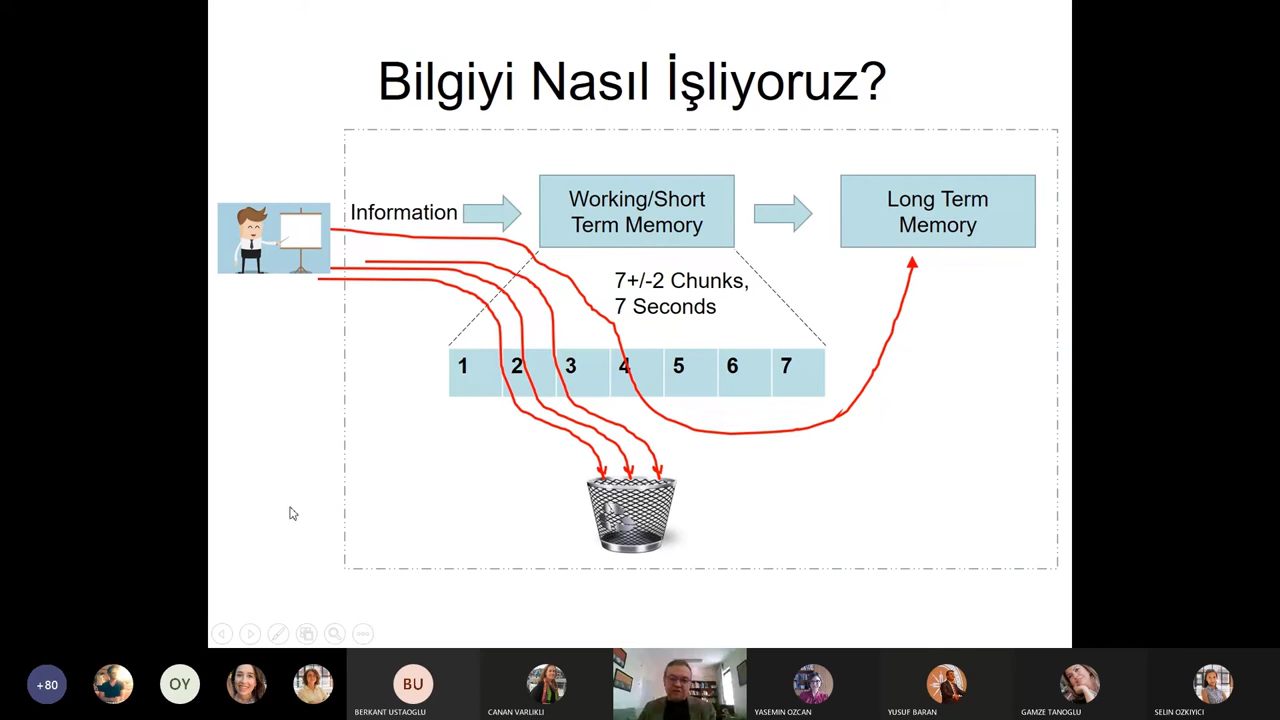 Bilgiyi Nasıl İşliyoruz?
Information
Working/Short
Term Memory
Long Term
Memory
7+/-2 Chunks,
7 Seconds
1 2 3 4 5 6 7
+80
OY
BU
BERKANT USTAOGLU
CANAN VARLIKLI
YASEMIN OZCAN
YUSUF BARAN
GAMZE TANOGLU
SELIN OZKIYICI